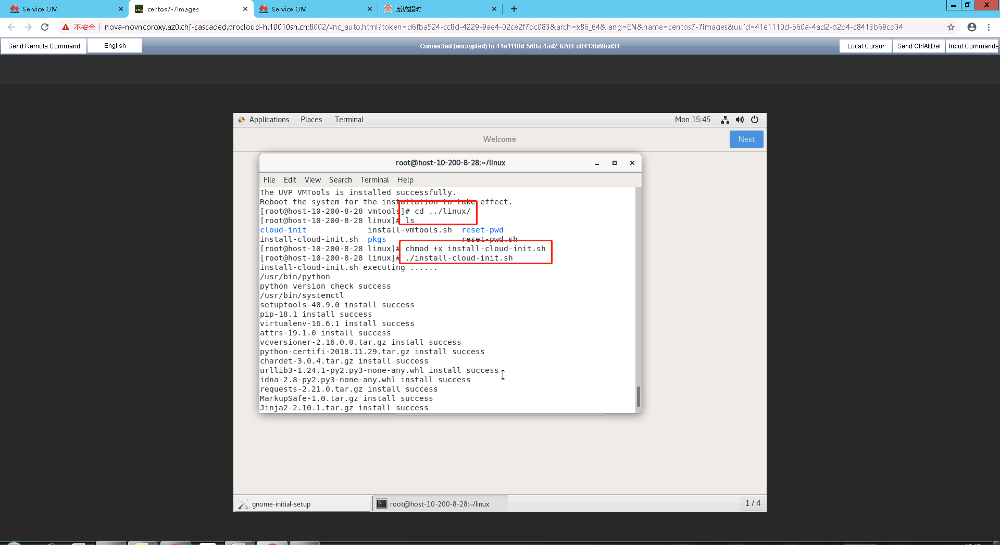 Service OM
centos7-7images
Service OM
系统超时
不安全
nova-novncproxy.az0.chj-cascaded.procloud-h.10010sh.cn:8002/vnc_auto.html?token=d6fba524-cc8d-4229-9ae4-02ce2f7dc083&arch=x86_64&lang=EN&name=centos7-7images&uuid=41e1110d-560a-4ad2-b2d4-c8413b69cd34
Send Remote Command
English
Connected (encrypted) to 41e1110d-560a-4ad2-b2d4-c8413b69cd34
Local Cursor
Send CtrlAltDel
Input Commands
Applications
Places
Terminal
Mon 15:45
Welcome
Next
root@host-10-200-8-28:~/linux
File Edit View Search Terminal Help
The UVP VMTools is installed successfully.
Reboot the system for the installation to take effect.
[root@host-10-200-8-28 vmtools]# cd ../linux/
[root@host-10-200-8-28 linux]# ls
cloud-init install-vmtools.sh reset-pwd
install-cloud-init.sh pkgs reset-pwd.sh
[root@host-10-200-8-28 linux]# chmod +x install-cloud-init.sh
[root@host-10-200-8-28 linux]# ./install-cloud-init.sh
install-cloud-init.sh executing ......
/usr/bin/python
python version check success
/usr/bin/systemctl
setuptools-40.9.0 install success
pip-18.1 install success
virtualenv-16.6.1 install success
attrs-19.1.0 install success
vcversioner-2.16.0.0.tar.gz install success
python-certifi-2018.11.29.tar.gz install success
chardet-3.0.4.tar.gz install success
urllib3-1.24.1-py2.py3-none-any.whl install success
idna-2.8-py2.py3-none-any.whl install success
requests-2.21.0.tar.gz install success
MarkupSafe-1.0.tar.gz install success
Jinja2-2.10.1.tar.gz install success
gnome-initial-setup
root@host-10-200-8-28:~/linux
1 / 4